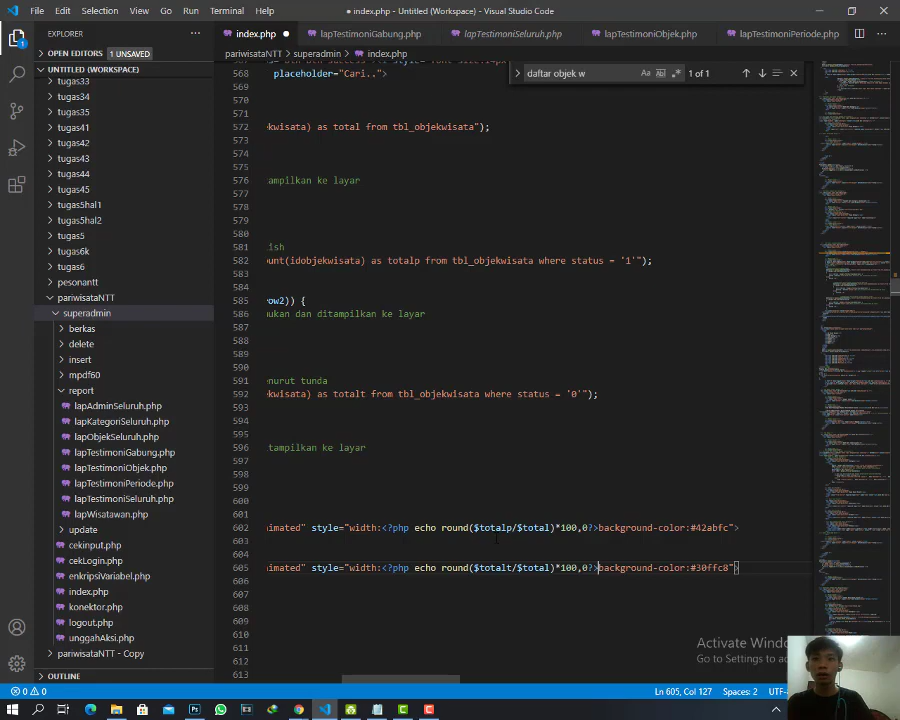 File Edit Selection View Go Run Terminal Help
● index.php - Untitled (Workspace) - Visual Studio Code
EXPLORER
index.php ● lapTestimoniGabung.php lapTestimoniSeluruh.php lapTestimoniObjek.php lapTestimoniPeriode.php
OPEN EDITORS 1 UNSAVED
pariwisataNTT > superadmin > index.php
UNTITLED (WORKSPACE)
daftar objek w Aa Ab 1 of 1
tugas33
tugas34
tugas35
tugas41
tugas42
tugas43
tugas44
tugas45
tugas5hal1
tugas5hal2
tugas5
tugas6k
tugas6
pesonantt
pariwisataNTT
superadmin
berkas
delete
insert
mpdf60
report
lapAdminSeluruh.php
lapKategoriSeluruh.php
lapObjekSeluruh.php
lapTestimoniGabung.php
lapTestimoniObjek.php
lapTestimoniPeriode.php
lapTestimoniSeluruh.php
lapWisatawan.php
update
cekinput.php
cekLogin.php
enkripsiVariabel.php
index.php
konektor.php
logout.php
unggahAksi.php
pariwisataNTT - Copy
OUTLINE
568 placeholder="Cari..">
569
570
571
572 kwisata) as total from tbl_objekwisata");
573
574
575
576 tampilkan ke layar
577
578
579
580
581 ish
582 ount(idobjekwisata) as totalp from tbl_objekwisata where status = '1'");
583
584
585 row2)) {
586 ukan dan ditampilkan ke layar
587
588
589
590
591 enurut tunda
592 kwisata) as totalt from tbl_objekwisata where status = '0'");
593
594
595
596 itampilkan ke layar
597
598
599
600
601
602 imated" style="width:<?php echo round($totalp/$total)*100,0?>background-color:#42abfc">
603
604
605 imated" style="width:<?php echo round($totalt/$total)*100,0?>background-color:#30ffc8">
606
607
608
609
610
611
612
613
Activate Windo
Go to Settings to a
0 0 Ln 605, Col 127 Spaces: 2 UTF-